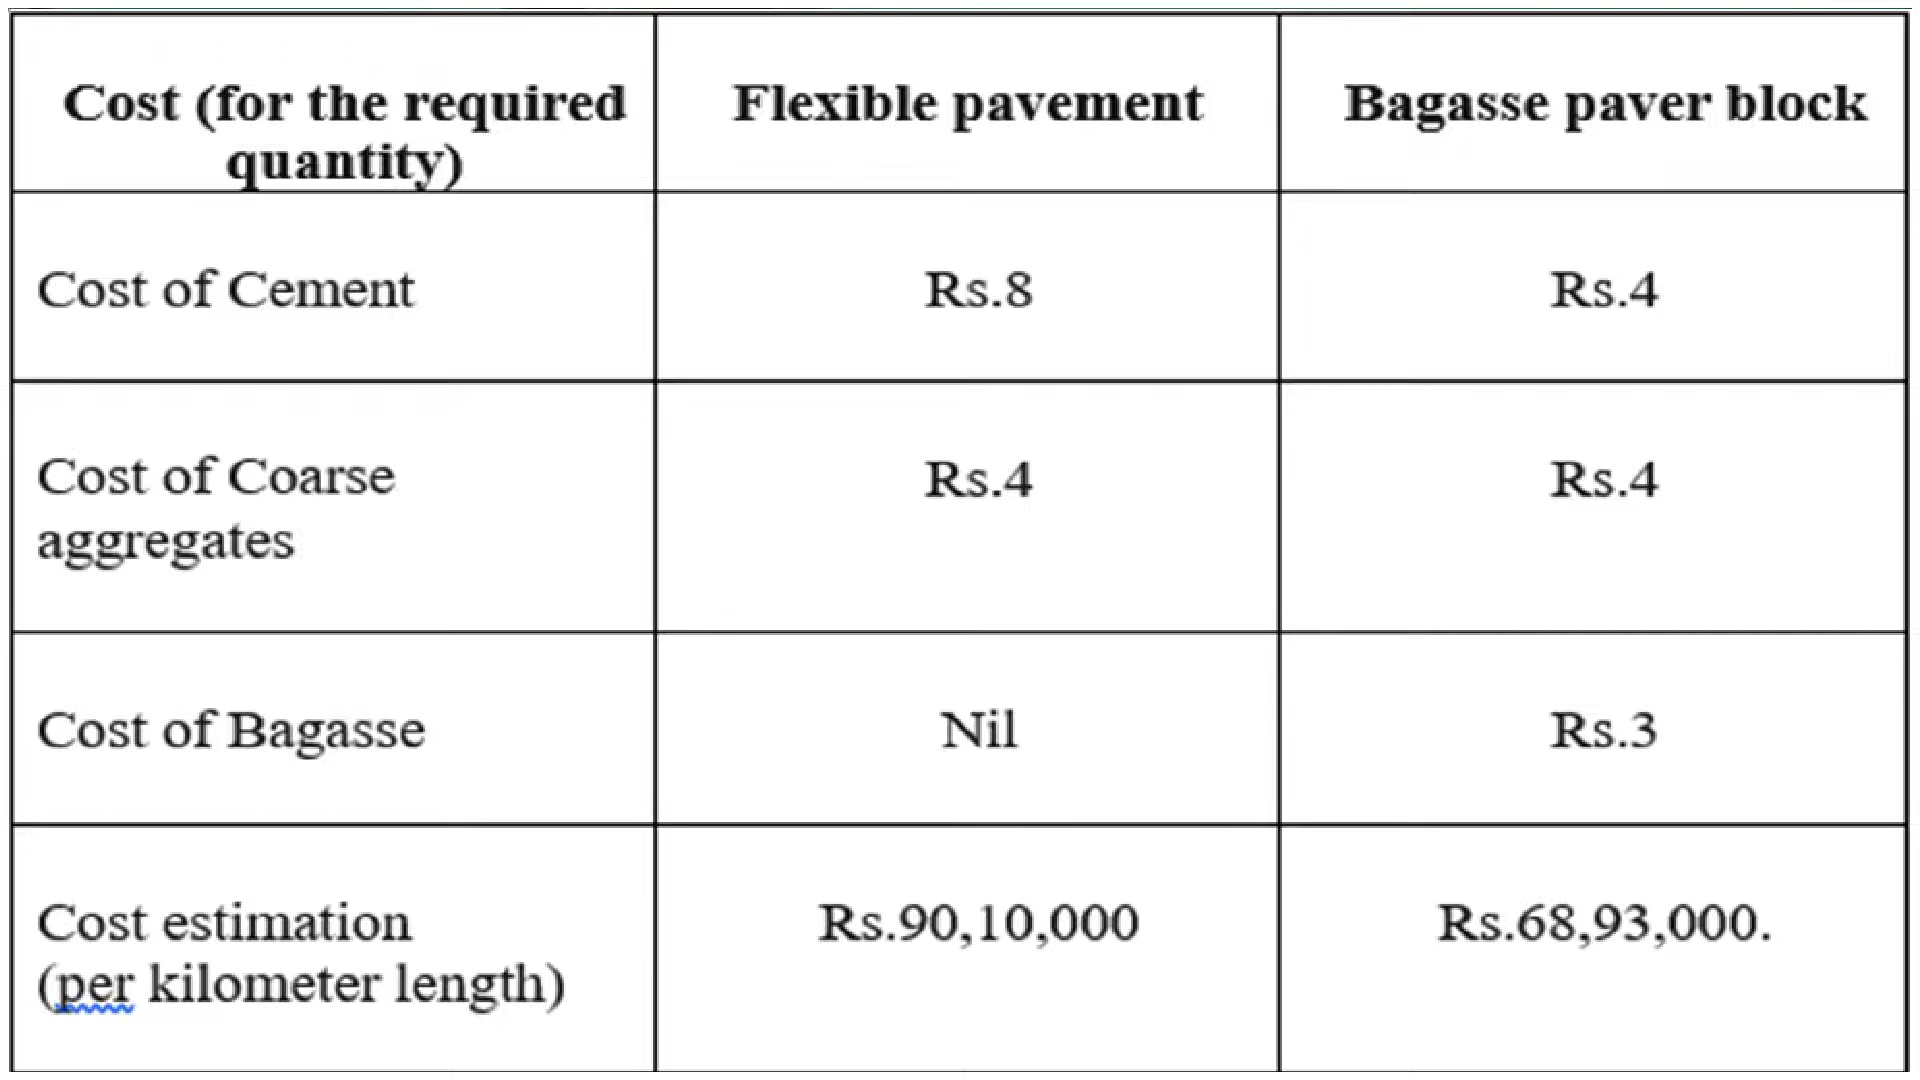 Cost (for the required
quantity)
Flexible pavement
Bagasse paver block
Cost of Cement
Rs.8
Rs.4
Cost of Coarse
aggregates
Rs.4
Rs.4
Cost of Bagasse
Nil
Rs.3
Cost estimation
(per kilometer length)
Rs.90,10,000
Rs.68,93,000.